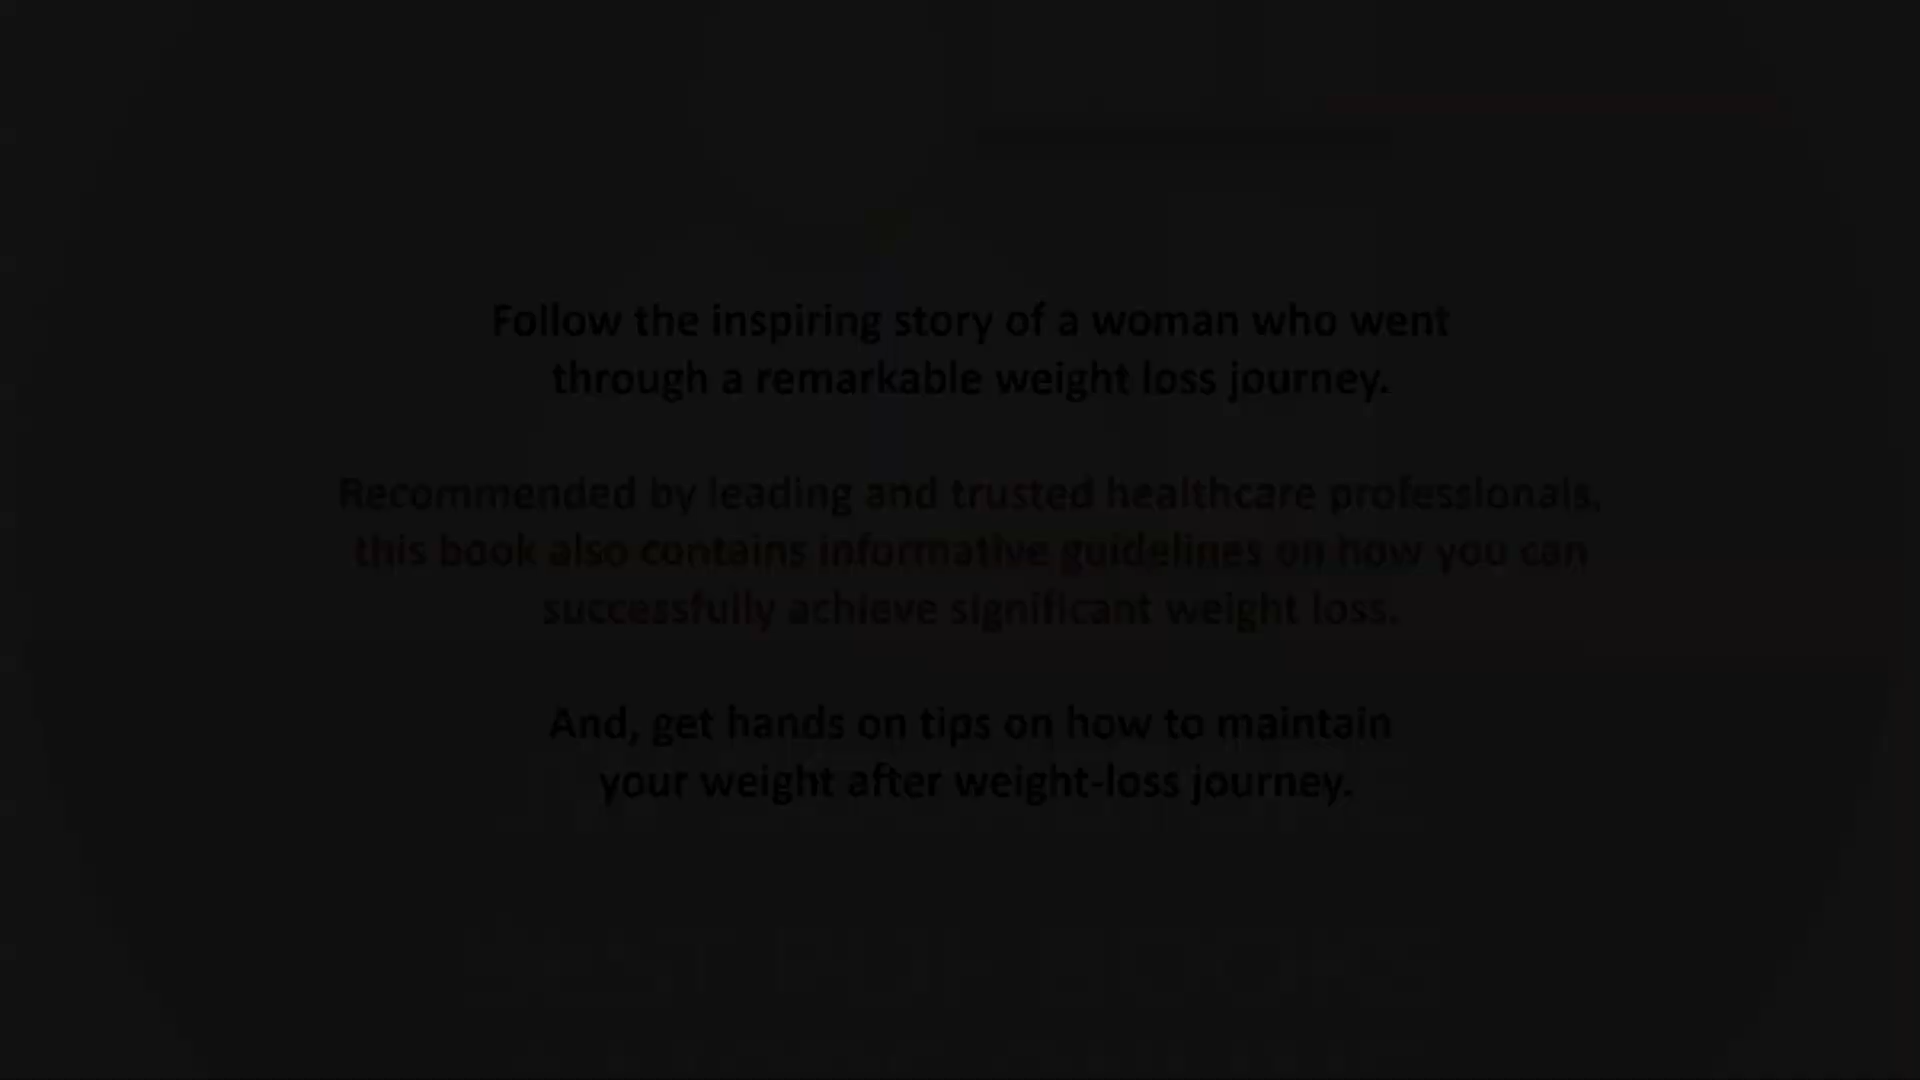 Follow the inspiring story of a woman who went
through a remarkable weight loss journey.
Recommended by leading and trusted healthcare professionals,
this book also contains informative guidelines on how you can
successfully achieve significant weight loss.
And, get hands on tips on how to maintain
your weight after weight-loss journey.